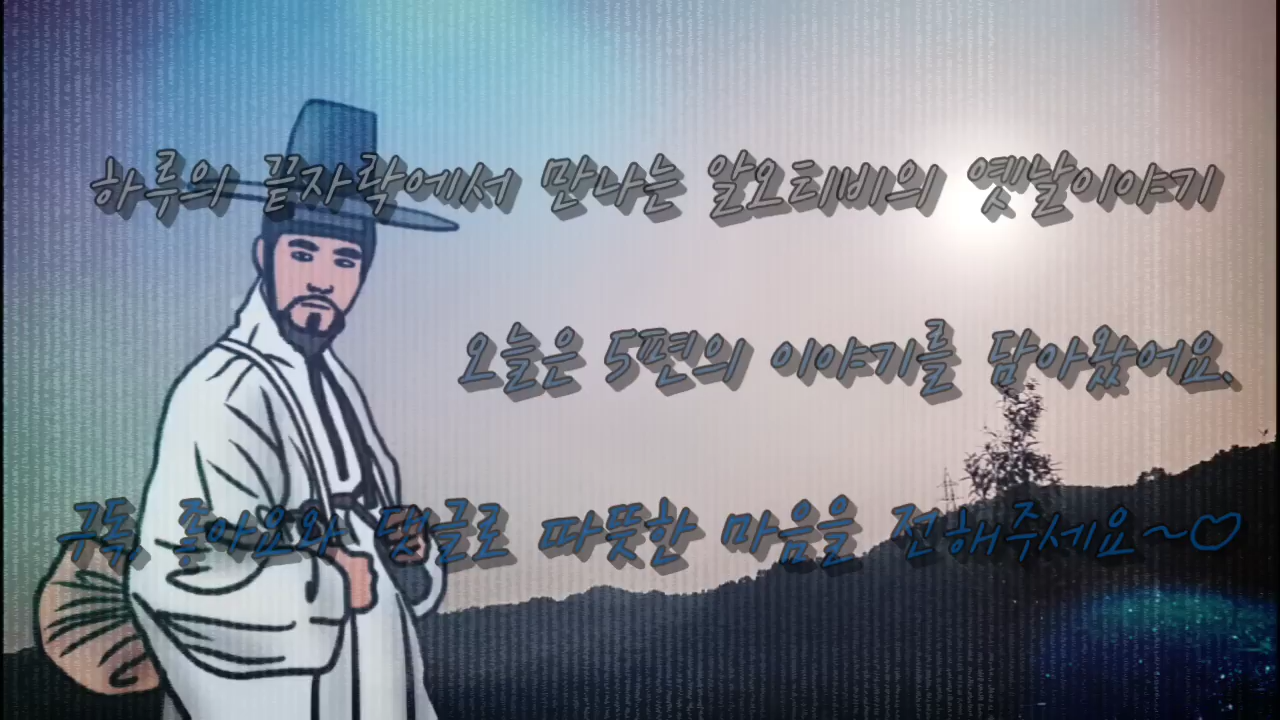 하루의 끝자락에서 만나는 알오티비의 옛날이야기
오늘은 5편의 이야기를 담아왔어요.
구독, 좋아요와 댓글로 따뜻한 마음을 전해주세요~♡